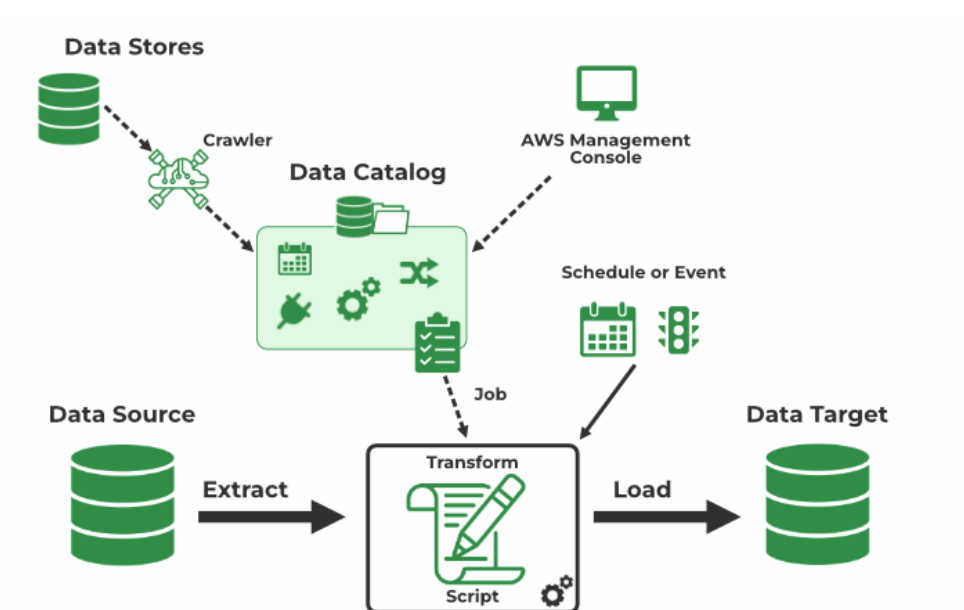 Data Stores
Crawler
AWS Management
Console
Data Catalog
Schedule or Event
Job
Data Source
Data Target
Transform
Extract
Load
Script